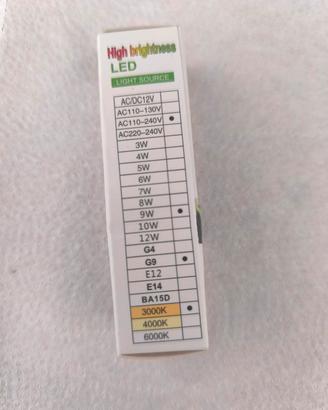 High brightness
LED
LIGHT SOURCE
AC/DC12V
AC110-130V
AC110-240V ●
AC220-240V
3W
4W
5W
6W
7W
8W
9W ●
10W
12W
G4
G9 ●
E12
E14
BA15D
3000K ●
4000K
6000K